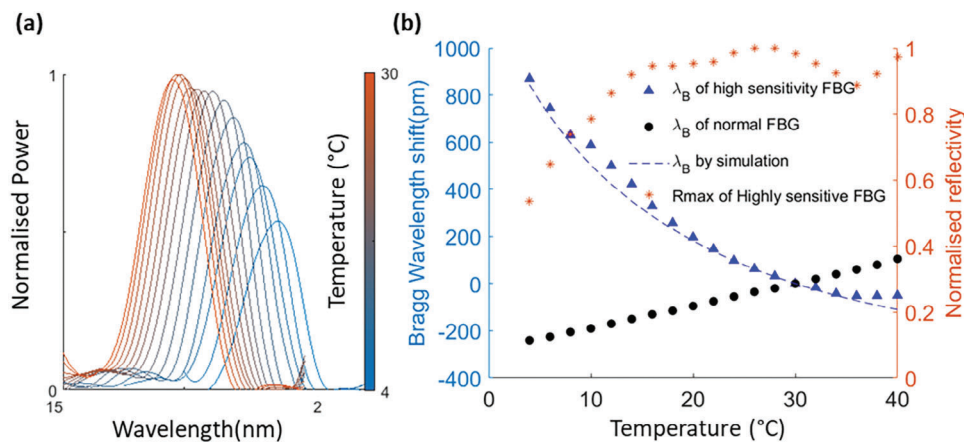 (a)
Normalised Power
1
0
15
2
Wavelength(nm)
30
4
Temperature (°C)
(b)
Bragg Wavelength shift(pm)
1000
800
600
400
200
0
-200
-400
λB of high sensitivity FBG
λB of normal FBG
λB by simulation
Rmax of Highly sensitive FBG
0
10
20
30
40
Temperature (°C)
1
0.8
0.6
0.4
0.2
0
Normalised reflectivity